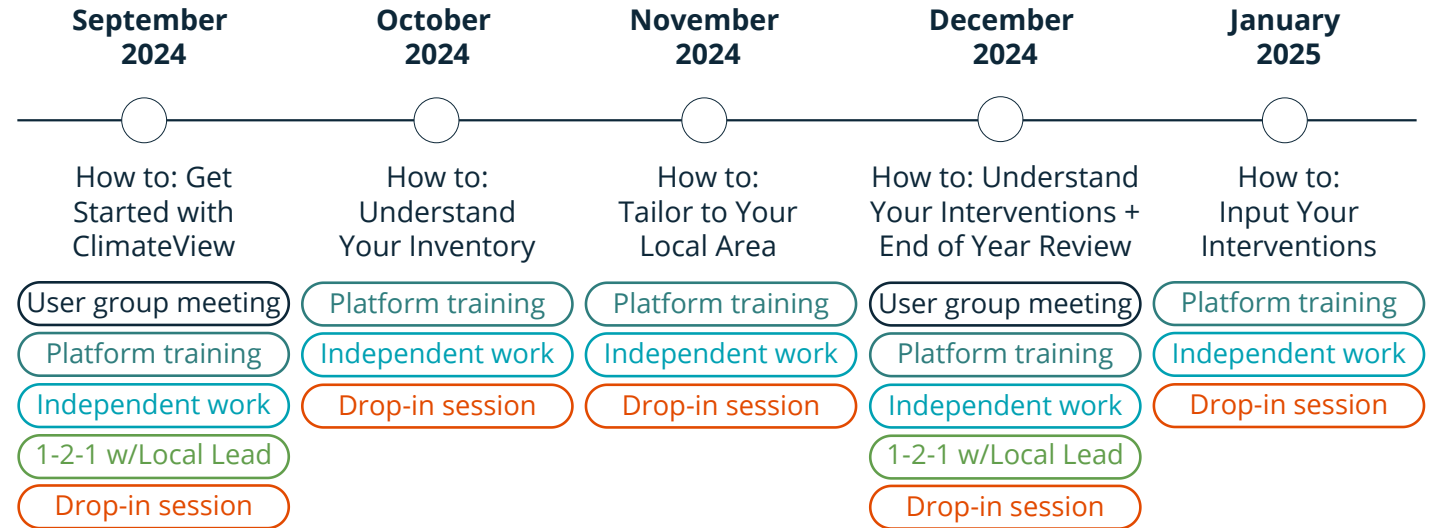 September
2024
How to: Get
Started with
ClimateView
User group meeting
Platform training
Independent work
1-2-1 w/Local Lead
Drop-in session
October
2024
How to:
Understand
Your Inventory
Platform training
Independent work
Drop-in session
November
2024
How to:
Tailor to Your
Local Area
Platform training
Independent work
Drop-in session
December
2024
How to: Understand
Your Interventions +
End of Year Review
User group meeting
Platform training
Independent work
1-2-1 w/Local Lead
Drop-in session
January
2025
How to:
Input Your
Interventions
Platform training
Independent work
Drop-in session